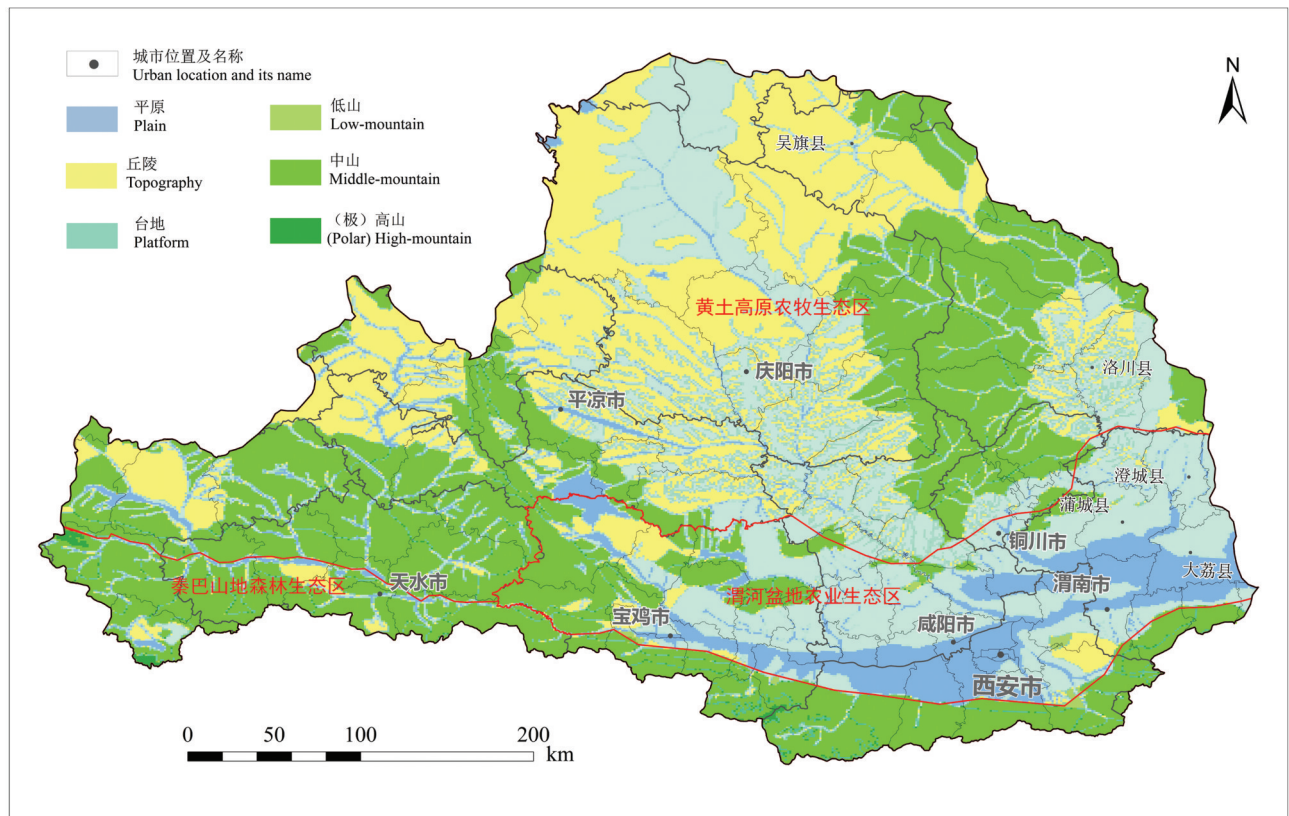 城市位置及名称
Urban location and its name
平原
Plain
低山
Low-mountain
丘陵
Topography
中山
Middle-mountain
台地
Platform
（极）高山
(Polar) High-mountain
N
吴旗县
黄土高原农牧生态区
庆阳市
洛川县
平凉市
澄城县
蒲城县
铜川市
大荔县
渭南市
秦巴山地森林生态区
天水市
渭河盆地农业生态区
宝鸡市
咸阳市
西安市
0 50 100 200
km